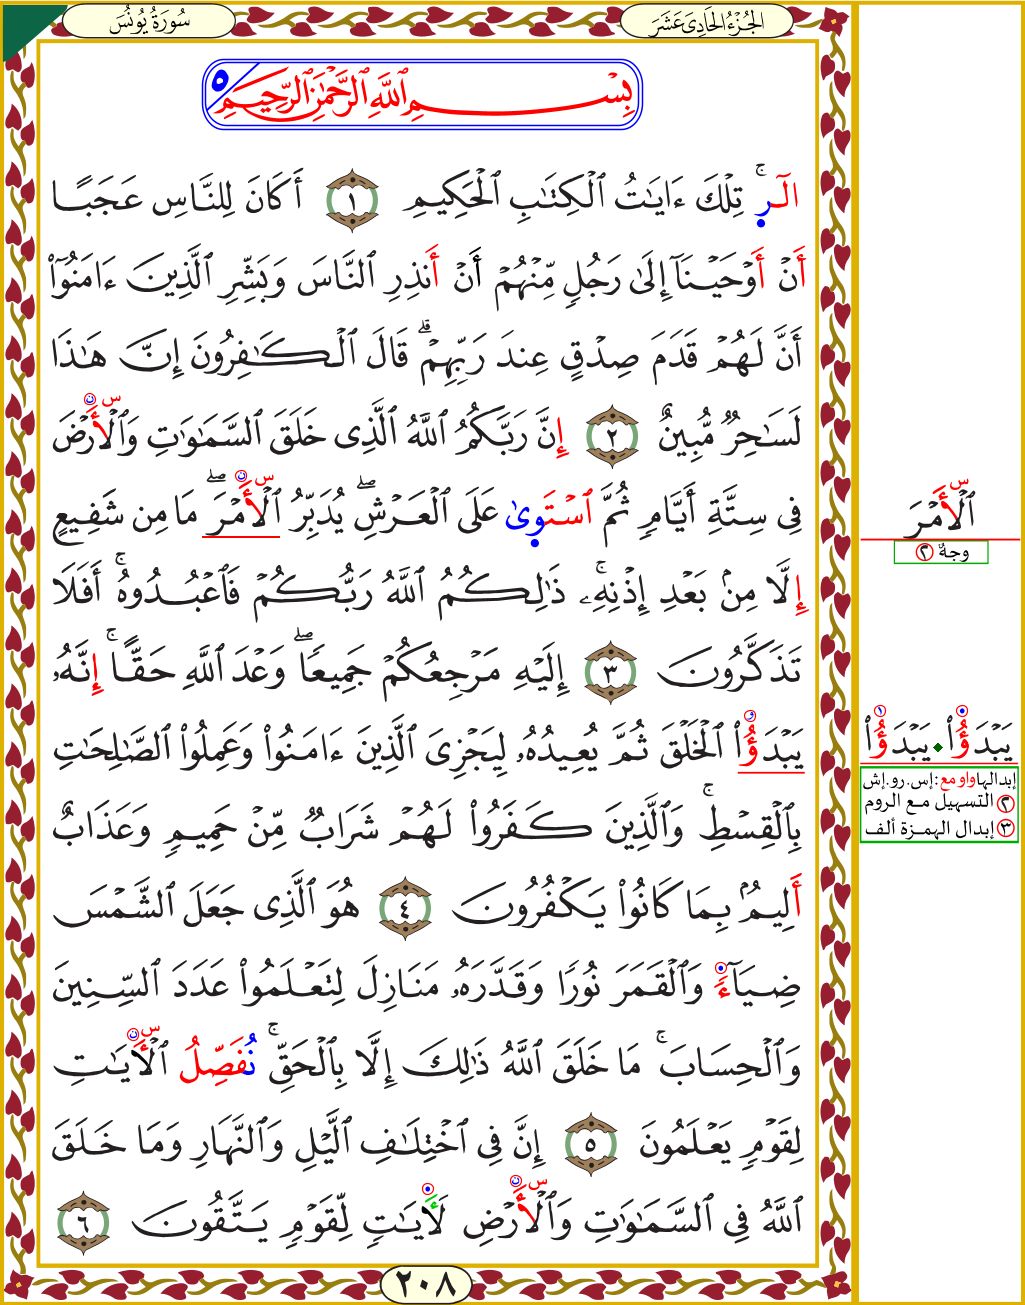 سُورَةُ يُونُسَ
الجُزْءُ الحَادِي عَشَرَ
بِسْمِ ٱللَّهِ ٱلرَّحْمَٰنِ ٱلرَّحِيمِ ٥
الٓرۚ تِلْكَ ءَايَٰتُ ٱلْكِتَٰبِ ٱلْحَكِيمِ ١ أَكَانَ لِلنَّاسِ عَجَبًا
أَنْ أَوْحَيْنَآ إِلَىٰ رَجُلٍ مِّنْهُمْ أَنْ أَنذِرِ ٱلنَّاسَ وَبَشِّرِ ٱلَّذِينَ ءَامَنُوٓا۟
أَنَّ لَهُمْ قَدَمَ صِدْقٍ عِندَ رَبِّهِمْۗ قَالَ ٱلْكَٰفِرُونَ إِنَّ هَٰذَا
لَسَٰحِرٌ مُّبِينٌ ٢ إِنَّ رَبَّكُمُ ٱللَّهُ ٱلَّذِى خَلَقَ ٱلسَّمَٰوَٰتِ وَٱلْأَرْضَ س ن
فِى سِتَّةِ أَيَّامٍ ثُمَّ ٱسْتَوِىٰ عَلَى ٱلْعَرْشِۖ يُدَبِّرُ ٱلْأَمْرَۖ س ن مَا مِن شَفِيعٍ
إِلَّا مِنۢ بَعْدِ إِذْنِهِۦۚ ذَٰلِكُمُ ٱللَّهُ رَبُّكُمْ فَٱعْبُدُوهُۚ أَفَلَا
تَذَكَّرُونَ ٣ إِلَيْهِ مَرْجِعُكُمْ جَمِيعًاۖ وَعْدَ ٱللَّهِ حَقًّاۚ إِنَّهُۥ
يَبْدَؤُا۟ ٱلْخَلْقَ ثُمَّ يُعِيدُهُۥ لِيَجْزِىَ ٱلَّذِينَ ءَامَنُوا۟ وَعَمِلُوا۟ ٱلصَّٰلِحَٰتِ
بِٱلْقِسْطِۚ وَٱلَّذِينَ كَفَرُوا۟ لَهُمْ شَرَابٌ مِّنْ حَمِيمٍ وَعَذَابٌ
أَلِيمٌۢ بِمَا كَانُوا۟ يَكْفُرُونَ ٤ هُوَ ٱلَّذِى جَعَلَ ٱلشَّمْسَ
ضِيَآءً وَٱلْقَمَرَ نُورًا وَقَدَّرَهُۥ مَنَازِلَ لِتَعْلَمُوا۟ عَدَدَ ٱلسِّنِينَ
وَٱلْحِسَابَۚ مَا خَلَقَ ٱللَّهُ ذَٰلِكَ إِلَّا بِٱلْحَقِّۚ نُفَصِّلُ ٱلْأَيَٰتِ س ن
لِقَوْمٍ يَعْلَمُونَ ٥ إِنَّ فِى ٱخْتِلَٰفِ ٱلَّيْلِ وَٱلنَّهَارِ وَمَا خَلَقَ
ٱللَّهُ فِى ٱلسَّمَٰوَٰتِ وَٱلْأَرْضِ س ن لَأَيَٰتٍ لِّقَوْمٍ يَتَّقُونَ ٦
٢٠٨
ٱلْأَمْرَ س
وجهٌ ٢
يَبْدَؤُا۟ يَبْدَؤُا۟ ١
إبدالها واو مع: إس. رو. إش
٢ التسهيل مع الروم
٣ إبدال الهمزة ألف